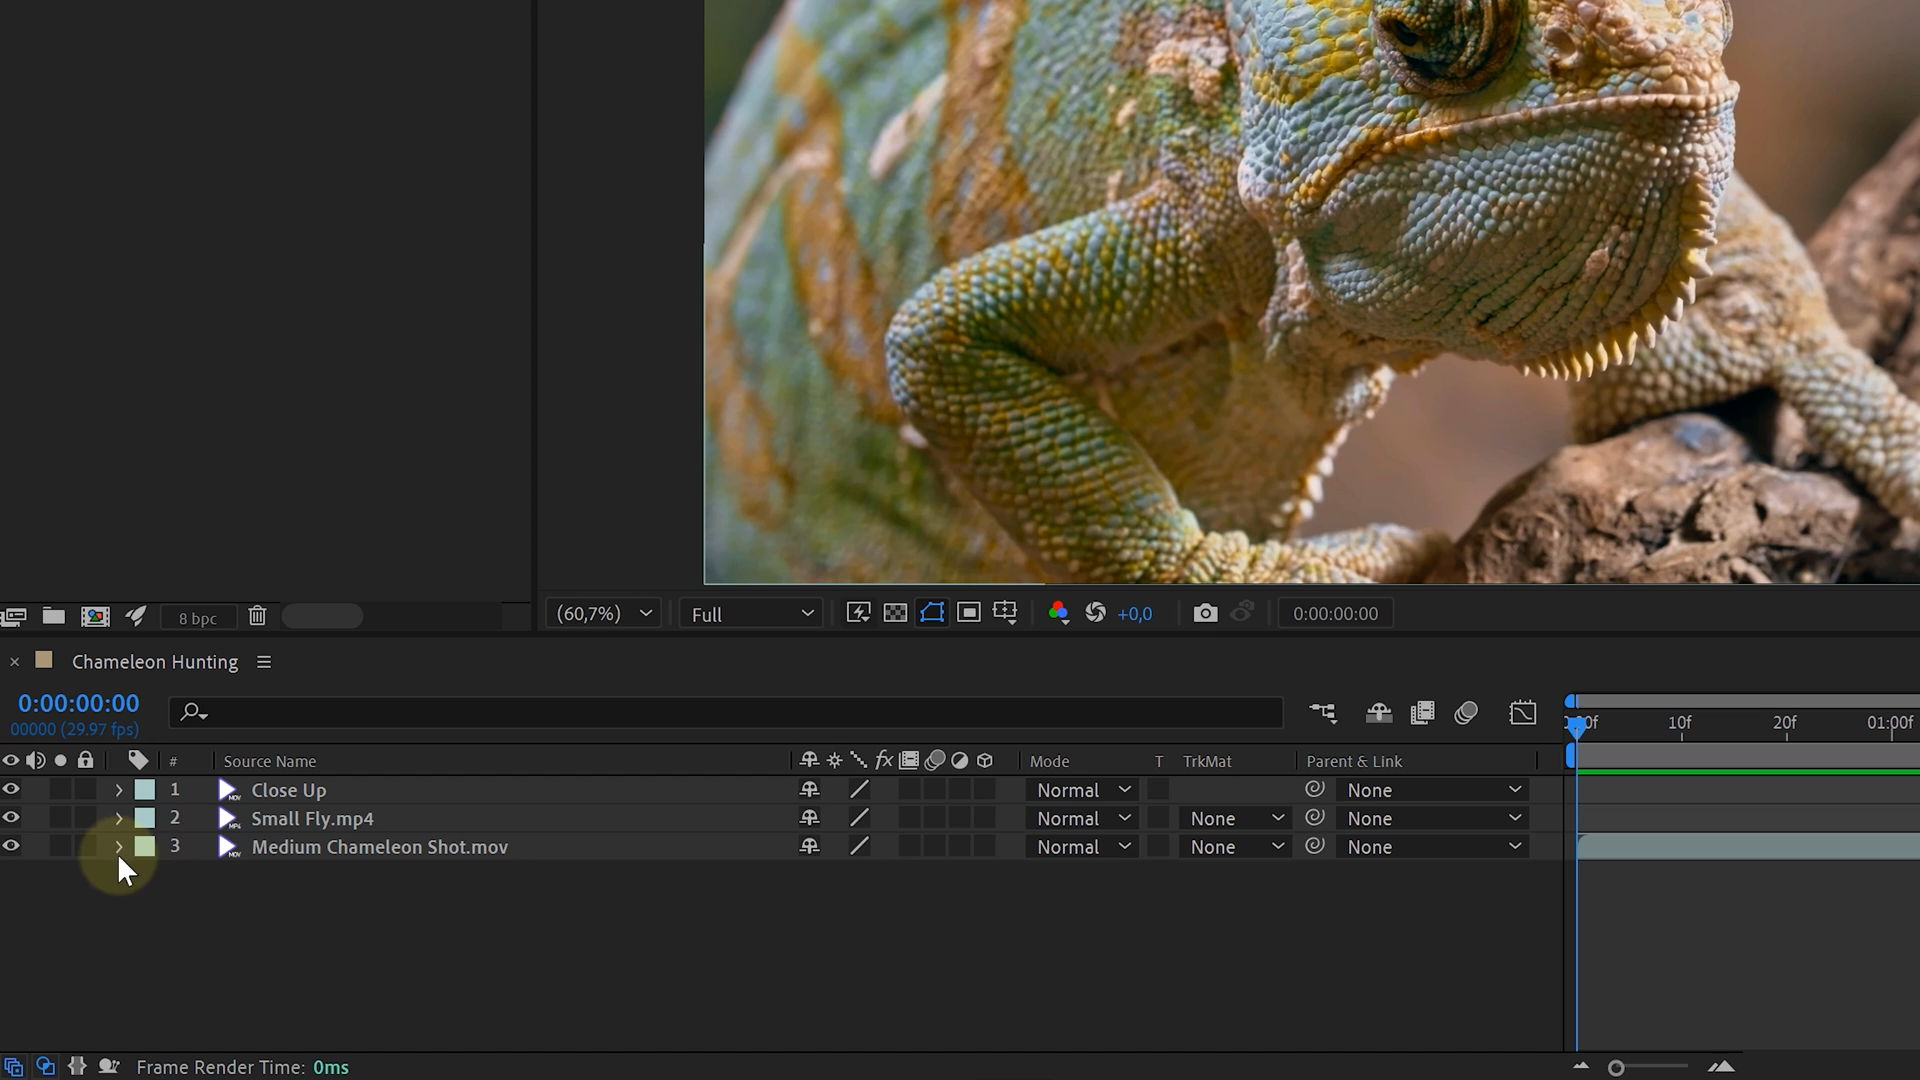 8 bpc
(60,7%) Full +0,0 0:00:00:00
Chameleon Hunting
0:00:00:00
00000 (29.97 fps)
10f 20f 01:00f
# Source Name fx Mode T TrkMat Parent & Link
1 Close Up Normal None
2 Small Fly.mp4 Normal None None
3 Medium Chameleon Shot.mov Normal None None
Frame Render Time: 0ms